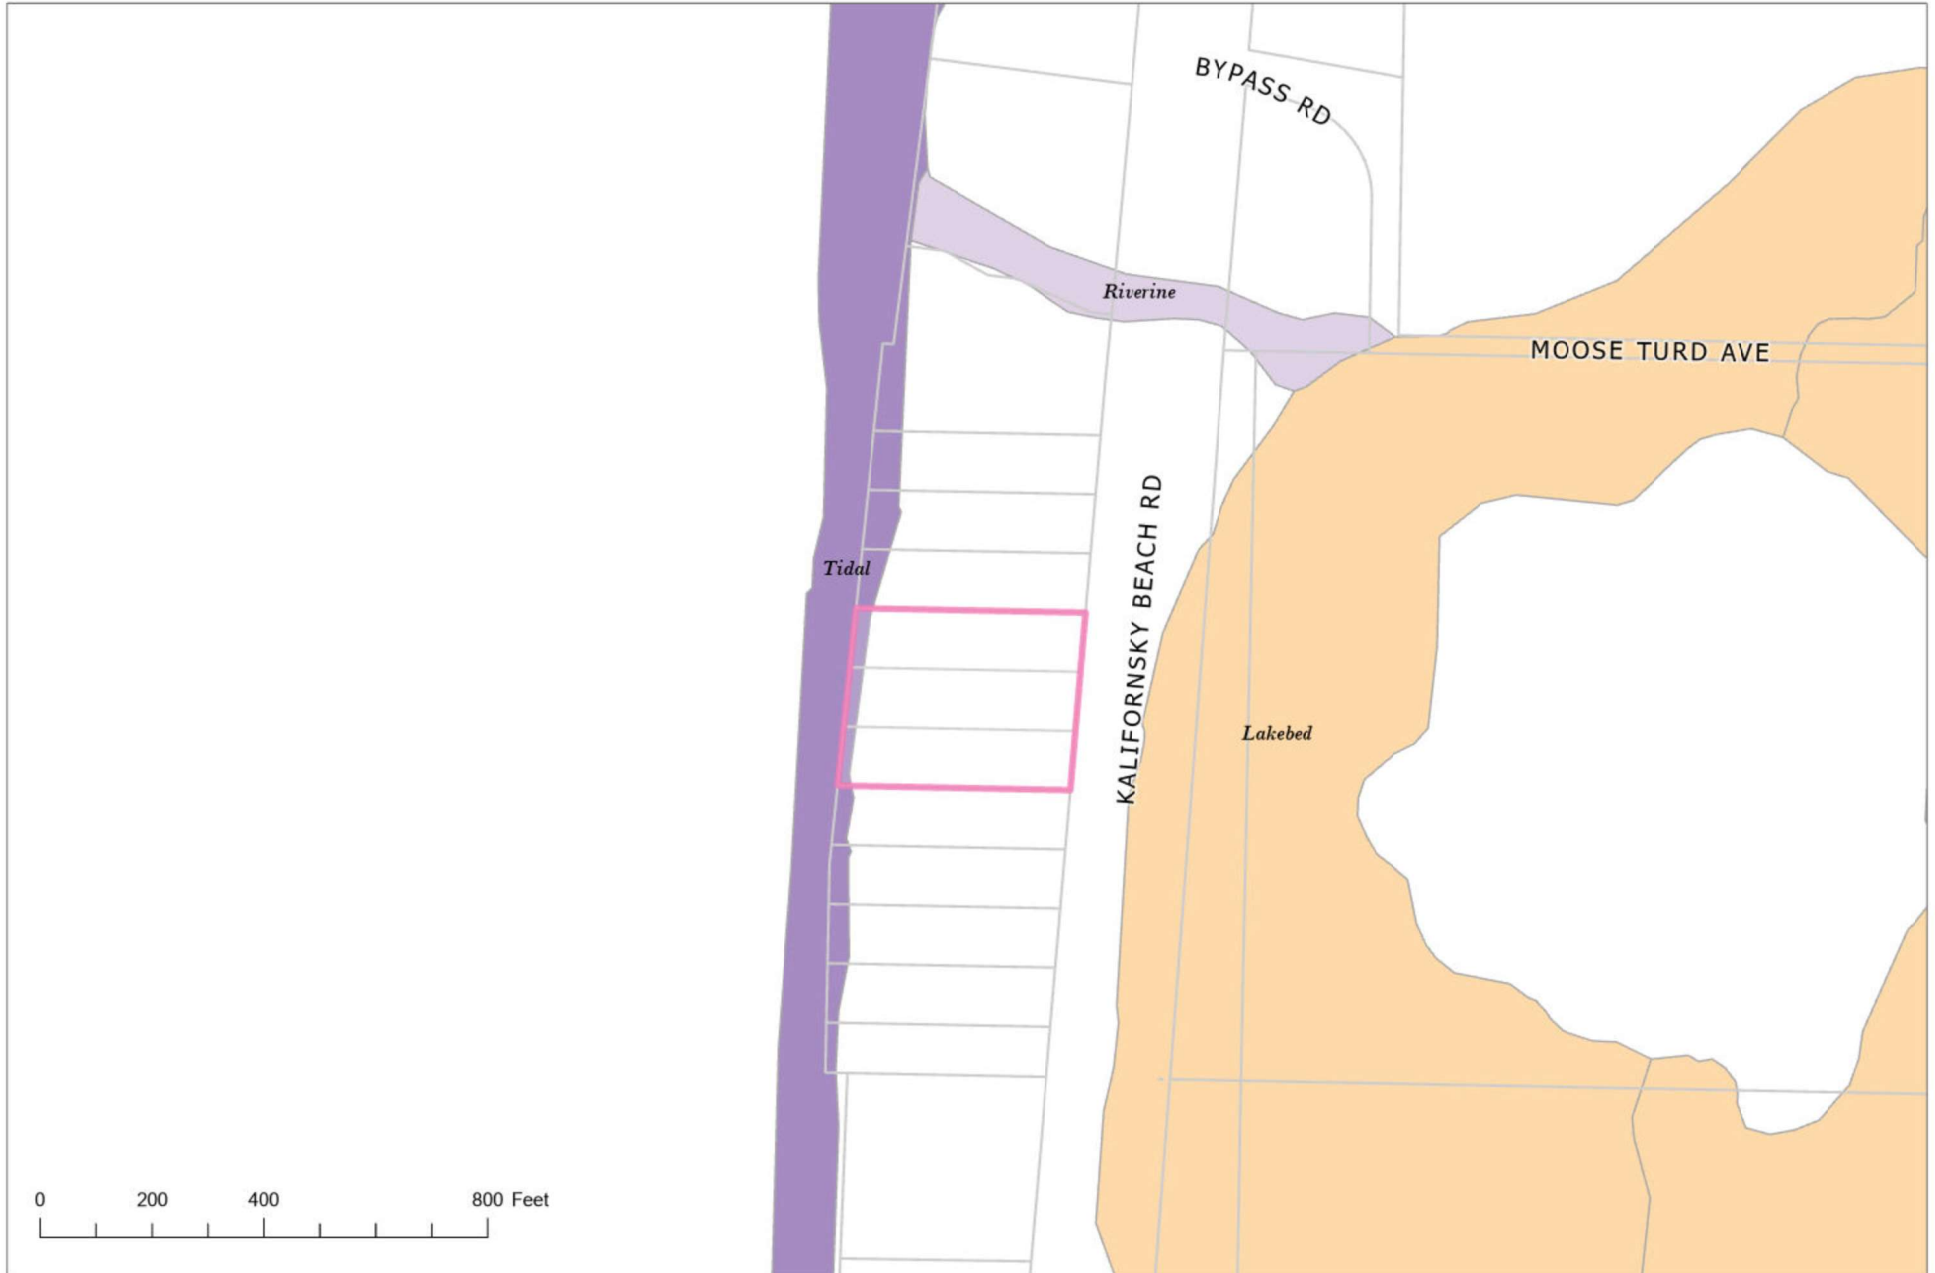 BYPASS RD
Riverine
MOOSE TURD AVE
KALIFORNSKY BEACH RD
Tidal
Lakebed
0 200 400 800 Feet